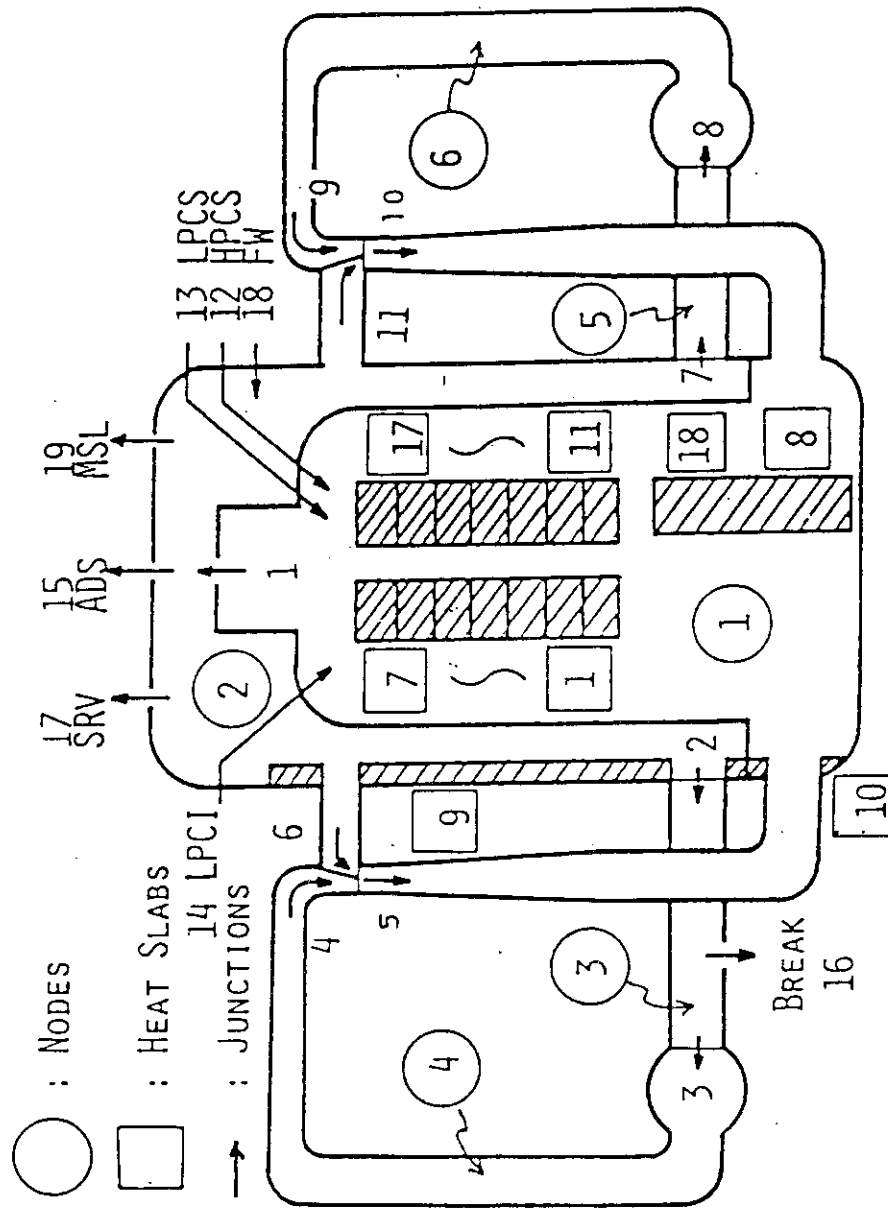 : NODES
: HEAT SLABS
: JUNCTIONS
17
SRV
15
ADS
19
MSL
13 LPCS
12 HPCS
18 FW
14 LPCI
1
2
6
4
5
9
10
11
7
17
1
11
9
18
8
1
2
7
3
5
4
6
3
8
BREAK
16
10